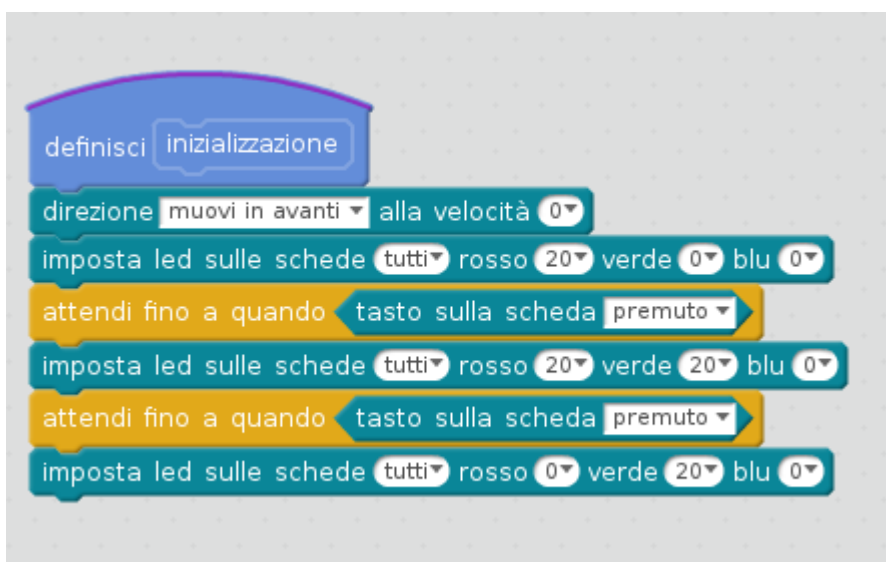 definisci inizializzazione
direzione muovi in avanti alla velocità 0
imposta led sulle schede tutti rosso 20 verde 0 blu 0
attendi fino a quando tasto sulla scheda premuto
imposta led sulle schede tutti rosso 20 verde 20 blu 0
attendi fino a quando tasto sulla scheda premuto
imposta led sulle schede tutti rosso 0 verde 20 blu 0